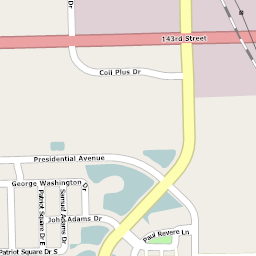 143rd Street
Coil Plus Dr
Presidential Avenue
George Washington Dr
Patriot Square Dr E
Samuel Adams Dr
John Adams Dr
Paul Revere Ln
Patriot Square Dr S